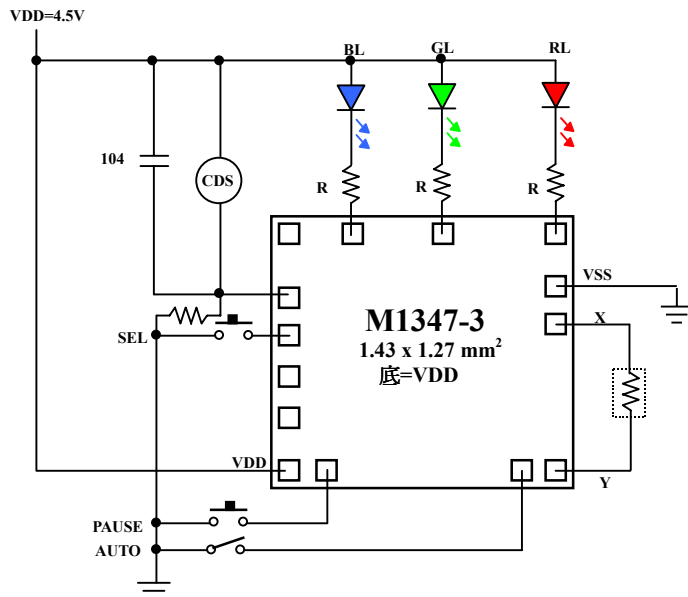 VDD=4.5V
BL
GL
RL
104
CDS
R
R
R
VSS
M1347-3
X
1.43 x 1.27 mm²
SEL
底=VDD
VDD
Y
PAUSE
AUTO